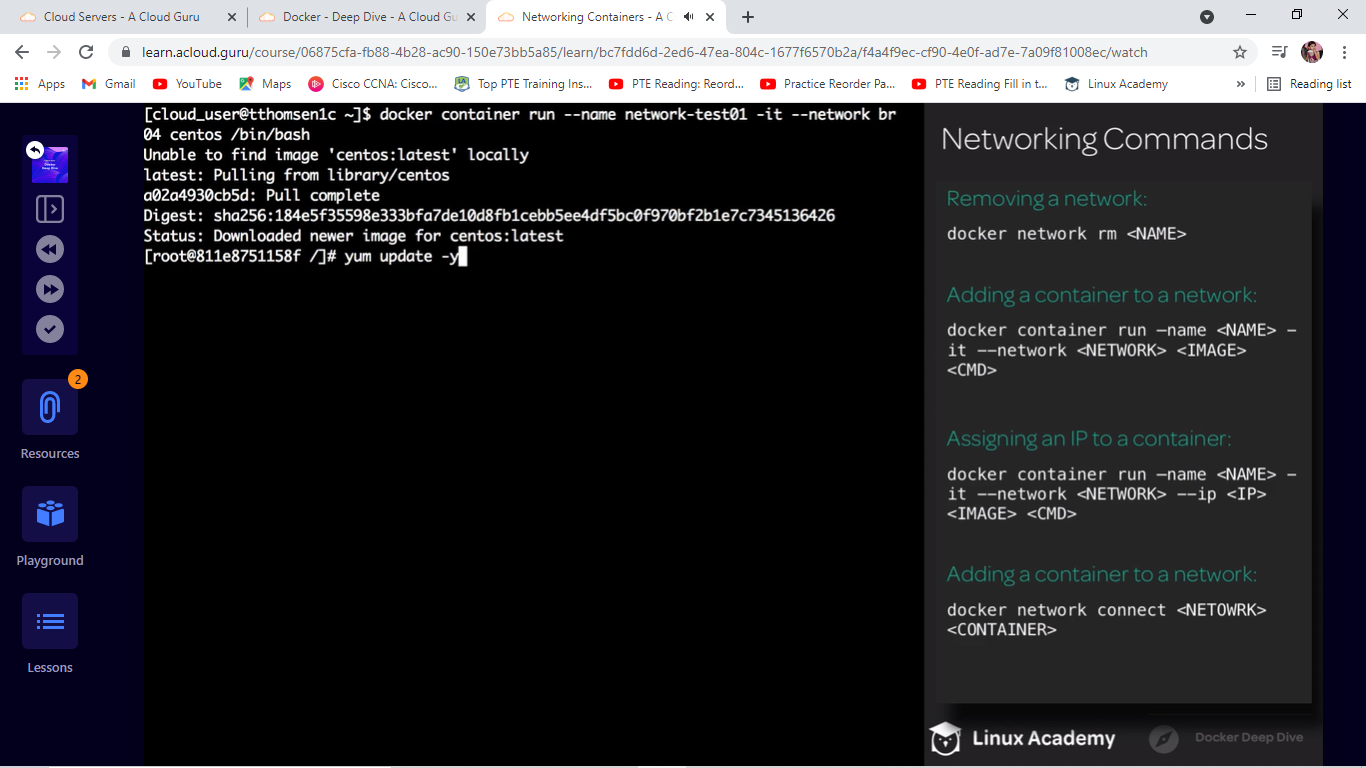 Cloud Servers - A Cloud Guru
Docker - Deep Dive - A Cloud Gu
Networking Containers - A C
learn.acloud.guru/course/06875cfa-fb88-4b28-ac90-150e73bb5a85/learn/bc7fdd6d-2ed6-47ea-804c-1677f6570b2a/f4a4f9ec-cf90-4e0f-ad7e-7a09f81008ec/watch
Apps
Gmail
YouTube
Maps
Cisco CCNA: Cisco...
Top PTE Training Ins...
PTE Reading: Reord...
Practice Reorder Pa...
PTE Reading Fill in t...
Linux Academy
»
Reading list
2
Resources
Playground
Lessons
[cloud_user@tthomsen1c ~]$ docker container run --name network-test01 -it --network br
04 centos /bin/bash
Unable to find image 'centos:latest' locally
latest: Pulling from library/centos
a02a4930cb5d: Pull complete
Digest: sha256:184e5f35598e333bfa7de10d8fb1cebb5ee4df5bc0f970bf2b1e7c7345136426
Status: Downloaded newer image for centos:latest
[root@811e8751158f /]# yum update -y
Networking Commands
Removing a network:
docker network rm <NAME>
Adding a container to a network:
docker container run –name <NAME> –
it ––network <NETWORK> <IMAGE>
<CMD>
Assigning an IP to a container:
docker container run –name <NAME> –
it ––network <NETWORK> --ip <IP>
<IMAGE> <CMD>
Adding a container to a network:
docker network connect <NETOWRK>
<CONTAINER>
Linux Academy
Docker Deep Dive